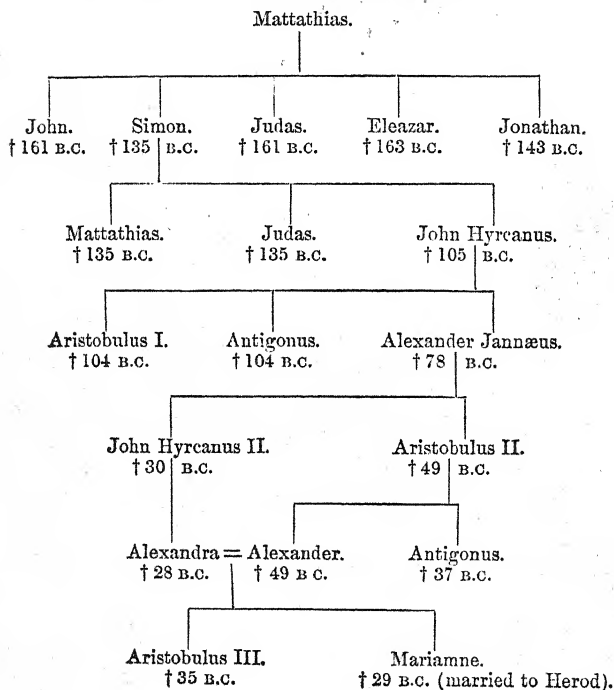 Mattathias.
John. Simon. Judas. Eleazar. Jonathan.
† 161 B.C. † 135 B.C. † 161 B.C. † 163 B.C. † 143 B.C.
Mattathias. Judas. John Hyrcanus.
† 135 B.C. † 135 B.C. † 105 B.C.
Aristobulus I. Antigonus. Alexander Jannæus.
† 104 B.C. † 104 B.C. † 78 B.C.
John Hyrcanus II. Aristobulus II.
† 30 B.C. † 49 B.C.
Alexandra = Alexander. Antigonus.
† 28 B.C. † 49 B C. † 37 B.C.
Aristobulus III. Mariamne.
† 35 B.C. † 29 B.C. (married to Herod).